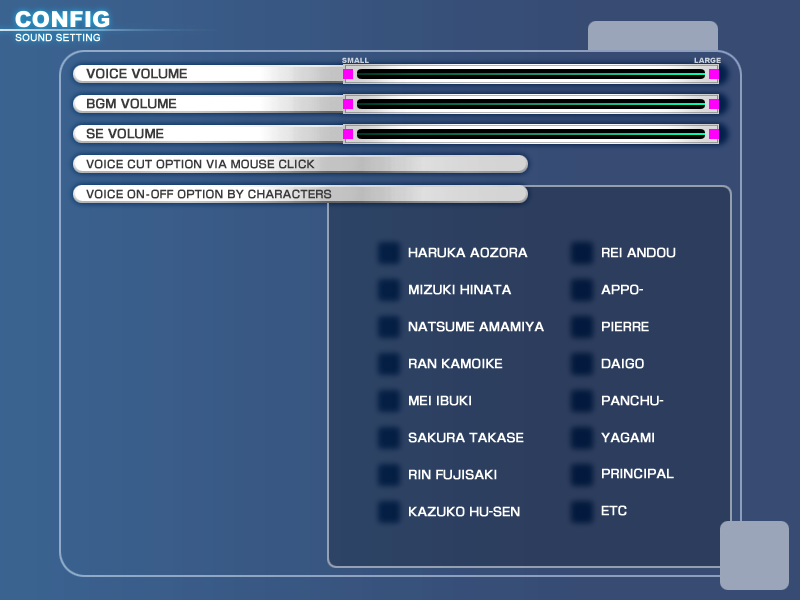 CONFIG
SOUND SETTING
SMALL LARGE
VOICE VOLUME
BGM VOLUME
SE VOLUME
VOICE CUT OPTION VIA MOUSE CLICK
VOICE ON-OFF OPTION BY CHARACTERS
HARUKA AOZORA REI ANDOU
MIZUKI HINATA APPO-
NATSUME AMAMIYA PIERRE
RAN KAMOIKE DAIGO
MEI IBUKI PANCHU-
SAKURA TAKASE YAGAMI
RIN FUJISAKI PRINCIPAL
KAZUKO HU-SEN ETC